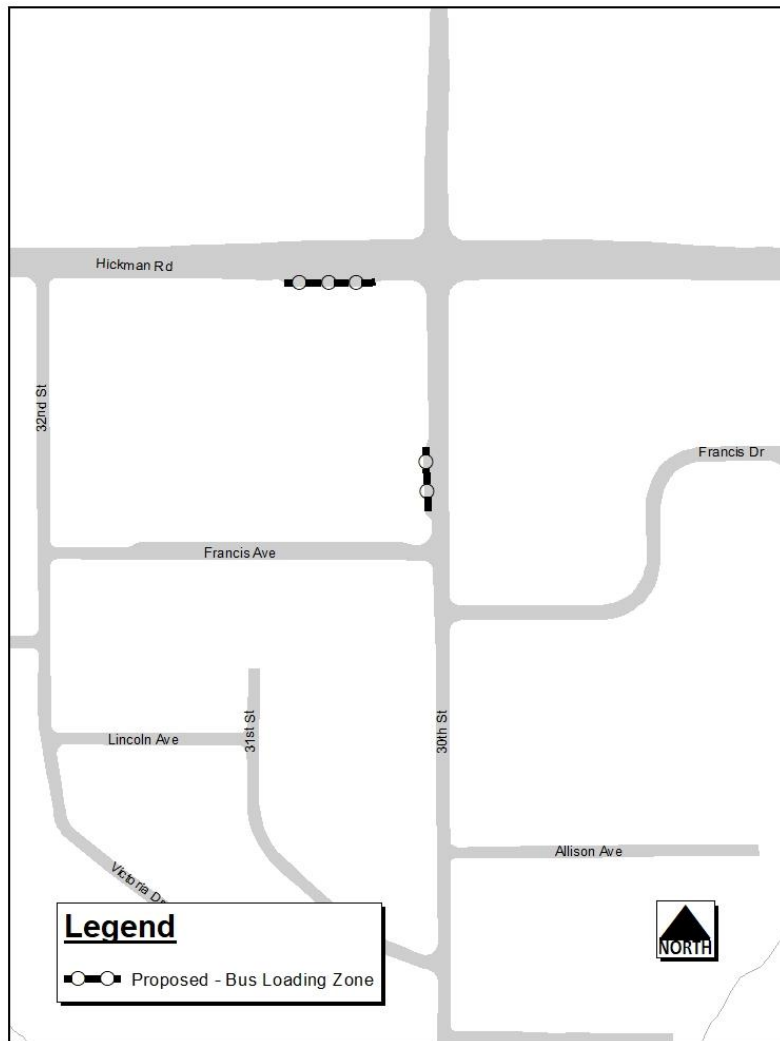 Hickman Rd
32nd St
Francis Dr
Francis Ave
Lincoln Ave
31st St
30th St
Allison Ave
Victoria Dr
Legend
Proposed - Bus Loading Zone
NORTH